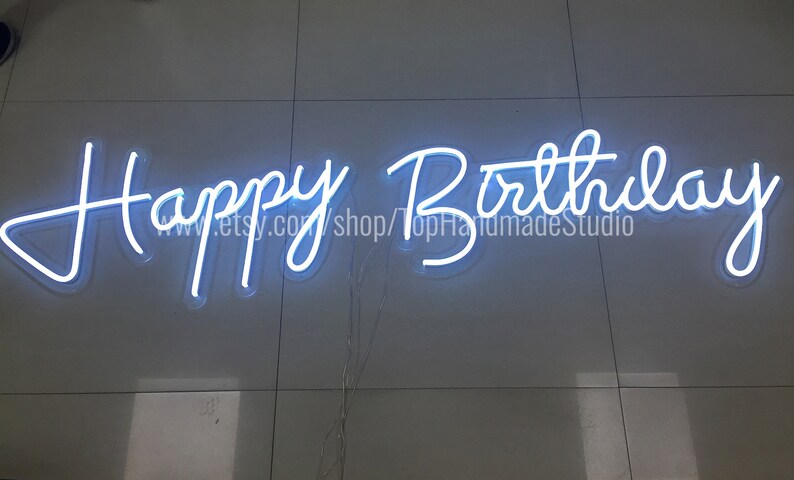 Happy Birthday
www.etsy.com/shop/TopHandmadeStudio